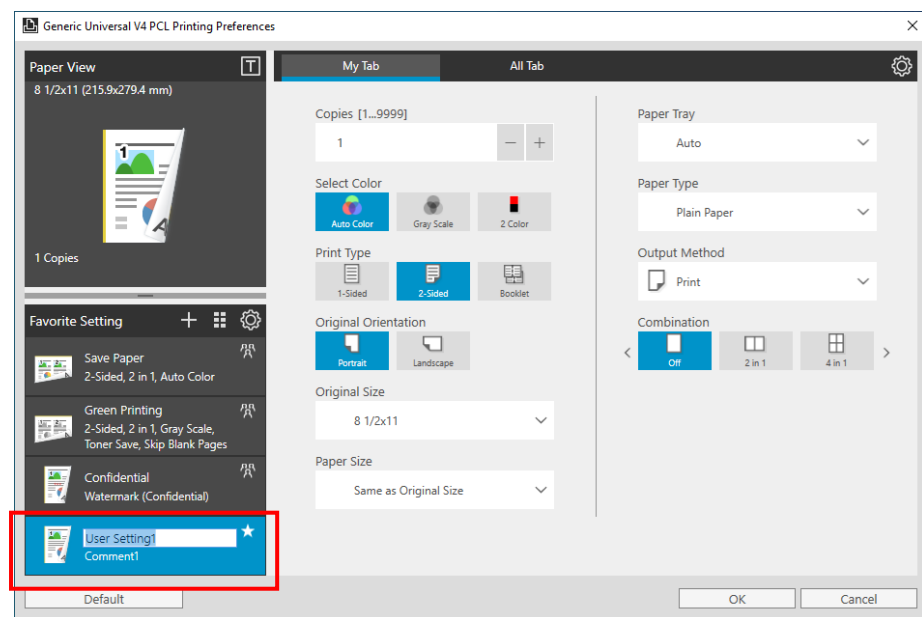 Generic Universal V4 PCL Printing Preferences
Paper View
T
8 1/2x11 (215.9x279.4 mm)
1
A
1 Copies
Favorite Setting
Save Paper
2-Sided, 2 in 1, Auto Color
Green Printing
2-Sided, 2 in 1, Gray Scale,
Toner Save, Skip Blank Pages
Confidential
Watermark (Confidential)
User Setting1
Comment1
Default
My Tab
All Tab
Copies [1...9999]
1
Select Color
Auto Color
Gray Scale
2 Color
Print Type
1-Sided
2-Sided
Booklet
Original Orientation
Portrait
Landscape
Original Size
8 1/2x11
Paper Size
Same as Original Size
Paper Tray
Auto
Paper Type
Plain Paper
Output Method
Print
Combination
Off
2 in 1
4 in 1
OK
Cancel